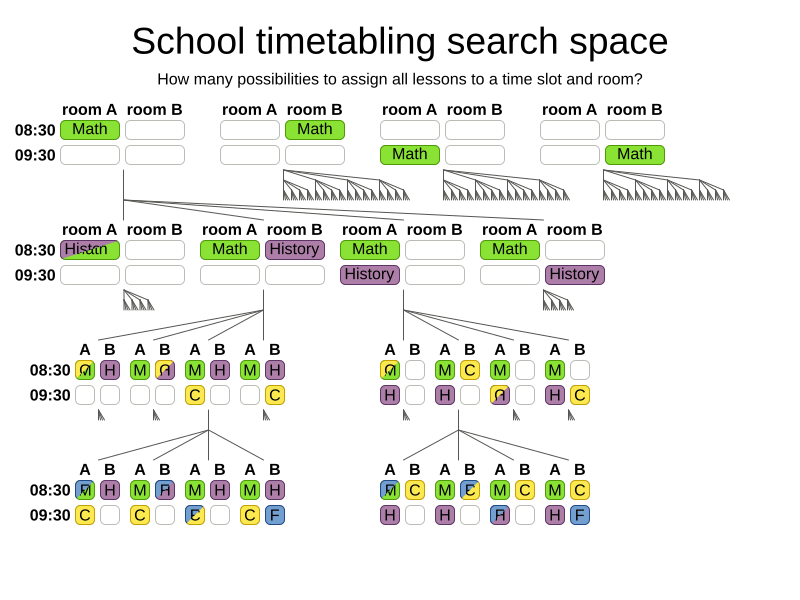 School timetabling search space
How many possibilities to assign all lessons to a time slot and room?
room A room B room A room B room A room B room A room B
08:30 Math Math
09:30 Math Math
room A room B room A room B room A room B room A room B
08:30 Math History Math Math
09:30 History History
A B A B A B A B A B A B A B A B
08:30 M H M H M H M H M M C M M
09:30 C C H H H C
A B A B A B A B A B A B A B A B
08:30 M H M H M H M H M C M C M C M C
09:30 C C C C F H H H H F